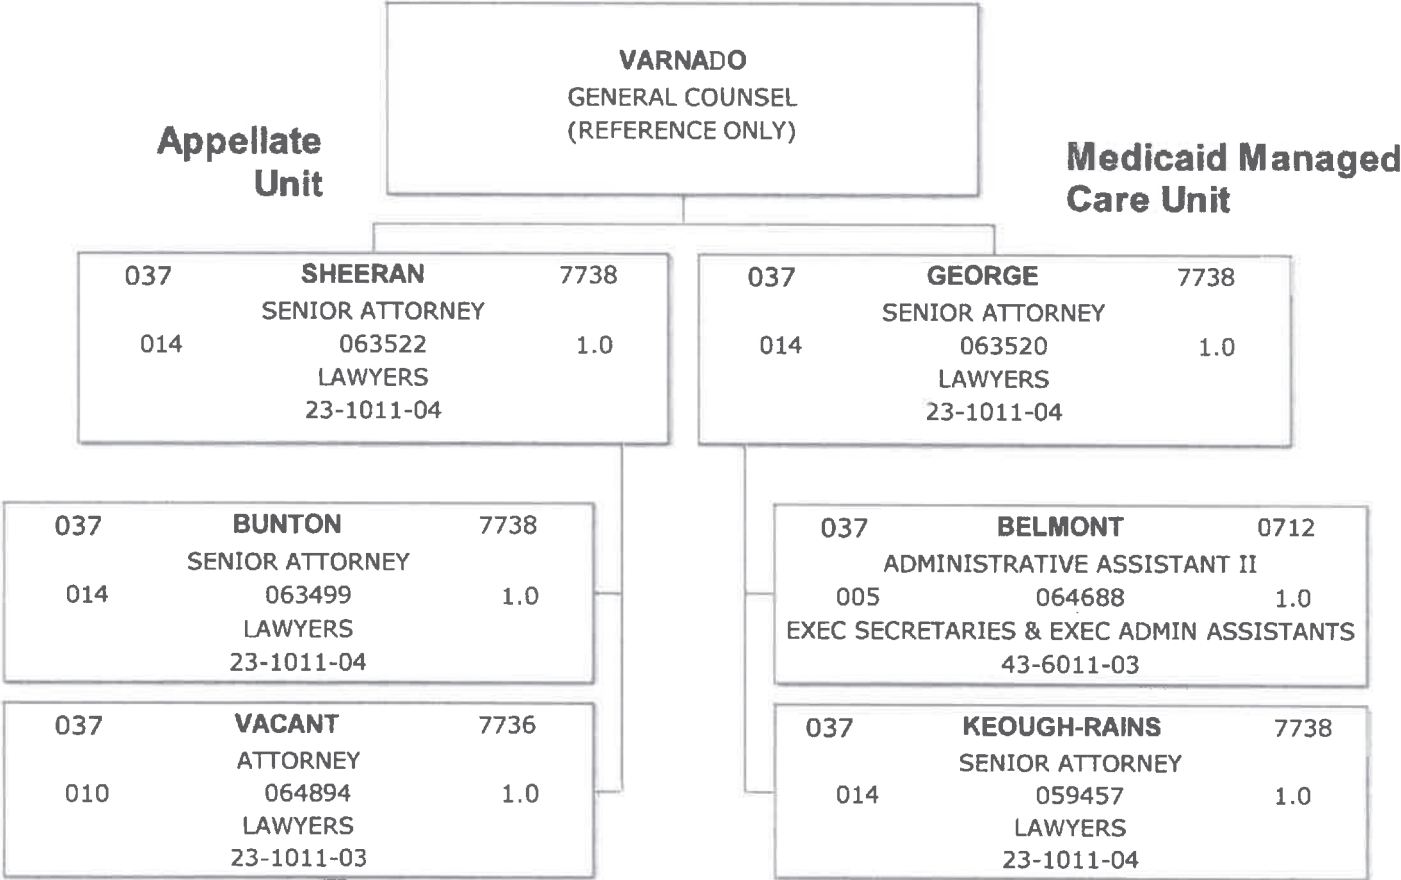 VARNADO
GENERAL COUNSEL
(REFERENCE ONLY)
Appellate
Unit
Medicaid Managed
Care Unit
037 SHEERAN 7738
SENIOR ATTORNEY
014 063522 1.0
LAWYERS
23-1011-04
037 GEORGE 7738
SENIOR ATTORNEY
014 063520 1.0
LAWYERS
23-1011-04
037 BUNTON 7738
SENIOR ATTORNEY
014 063499 1.0
LAWYERS
23-1011-04
037 BELMONT 0712
ADMINISTRATIVE ASSISTANT II
005 064688 1.0
EXEC SECRETARIES & EXEC ADMIN ASSISTANTS
43-6011-03
037 VACANT 7736
ATTORNEY
010 064894 1.0
LAWYERS
23-1011-03
037 KEOUGH-RAINS 7738
SENIOR ATTORNEY
014 059457 1.0
LAWYERS
23-1011-04